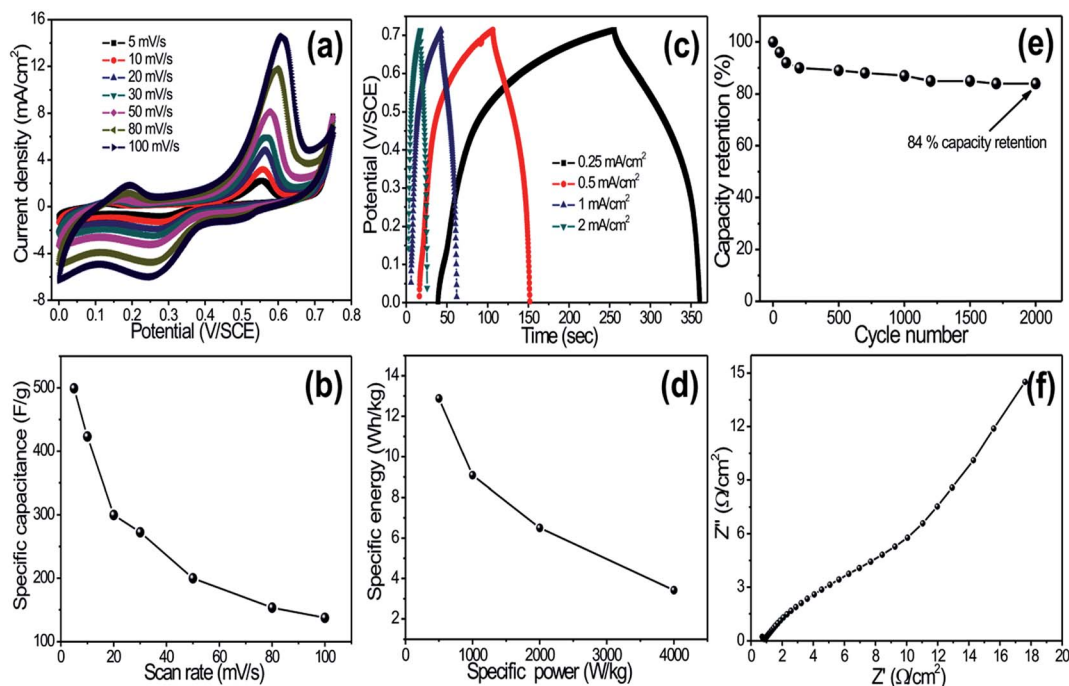 (a)
16
12
8
4
0
-4
-8
Current density (mA/cm²)
5 mV/s
10 mV/s
20 mV/s
30 mV/s
50 mV/s
80 mV/s
100 mV/s
0.0 0.1 0.2 0.3 0.4 0.5 0.6 0.7 0.8
Potential (V/SCE)
(c)
0.7
0.6
0.5
0.4
0.3
0.2
0.1
0.0
Potential (V/SCE)
0.25 mA/cm²
0.5 mA/cm²
1 mA/cm²
2 mA/cm²
0 50 100 150 200 250 300 350
Time (sec)
(e)
100
80
60
40
20
0
Capacity retention (%)
84 % capacity retention
0 500 1000 1500 2000
Cycle number
(b)
500
400
300
200
100
Specific capacitance (F/g)
0 20 40 60 80 100
Scan rate (mV/s)
(d)
14
12
10
8
6
4
2
Specific energy (Wh/kg)
0 1000 2000 3000 4000
Specific power (W/kg)
(f)
15
12
9
6
3
0
Z'' (Ω/cm²)
0 2 4 6 8 10 12 14 16 18 20
Z' (Ω/cm²)